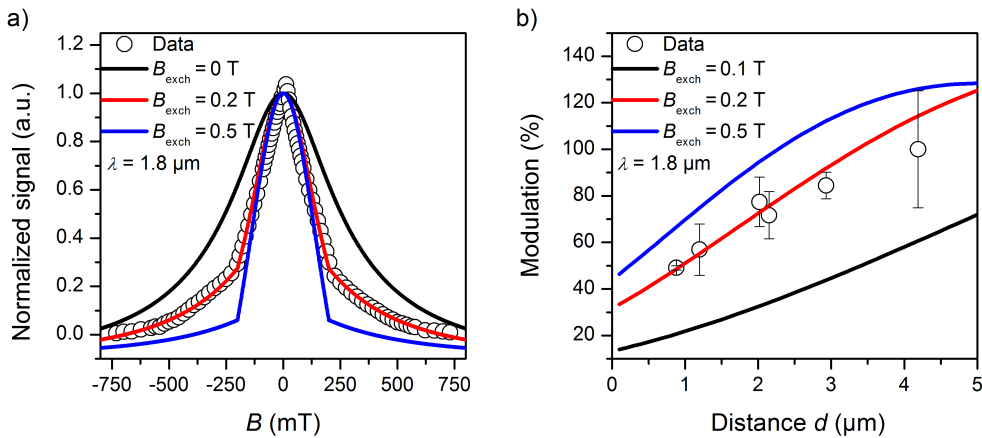 a)
Normalized signal (a.u.)
1.2
1.0
0.8
0.6
0.4
0.2
0.0
Data
B exch = 0 T
B exch = 0.2 T
B exch = 0.5 T
λ = 1.8 µm
-750 -500 -250 0 250 500 750
B (mT)
b)
Modulation (%)
140
120
100
80
60
40
20
Data
B exch = 0.1 T
B exch = 0.2 T
B exch = 0.5 T
λ = 1.8 µm
0 1 2 3 4 5
Distance d (µm)